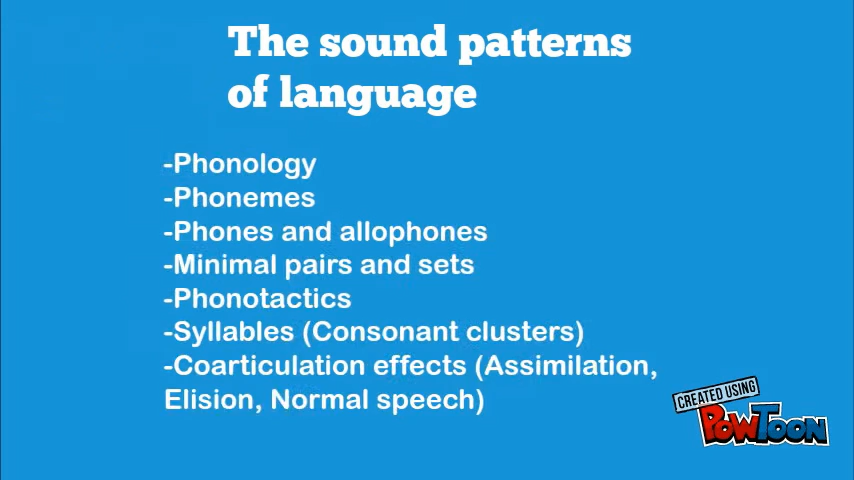 The sound patterns
of language
-Phonology
-Phonemes
-Phones and allophones
-Minimal pairs and sets
-Phonotactics
-Syllables (Consonant clusters)
-Coarticulation effects (Assimilation,
Elision, Normal speech)
CREATED USING
POWTOON